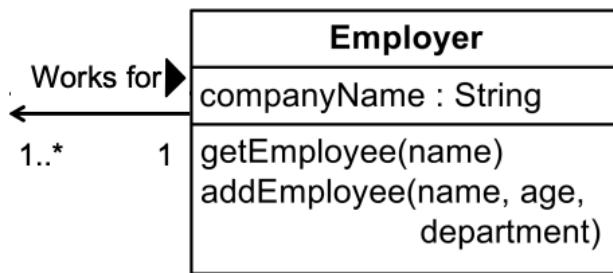 Employer
Works for
companyName : String
1..* 1
getEmployee(name)
addEmployee(name, age,
department)